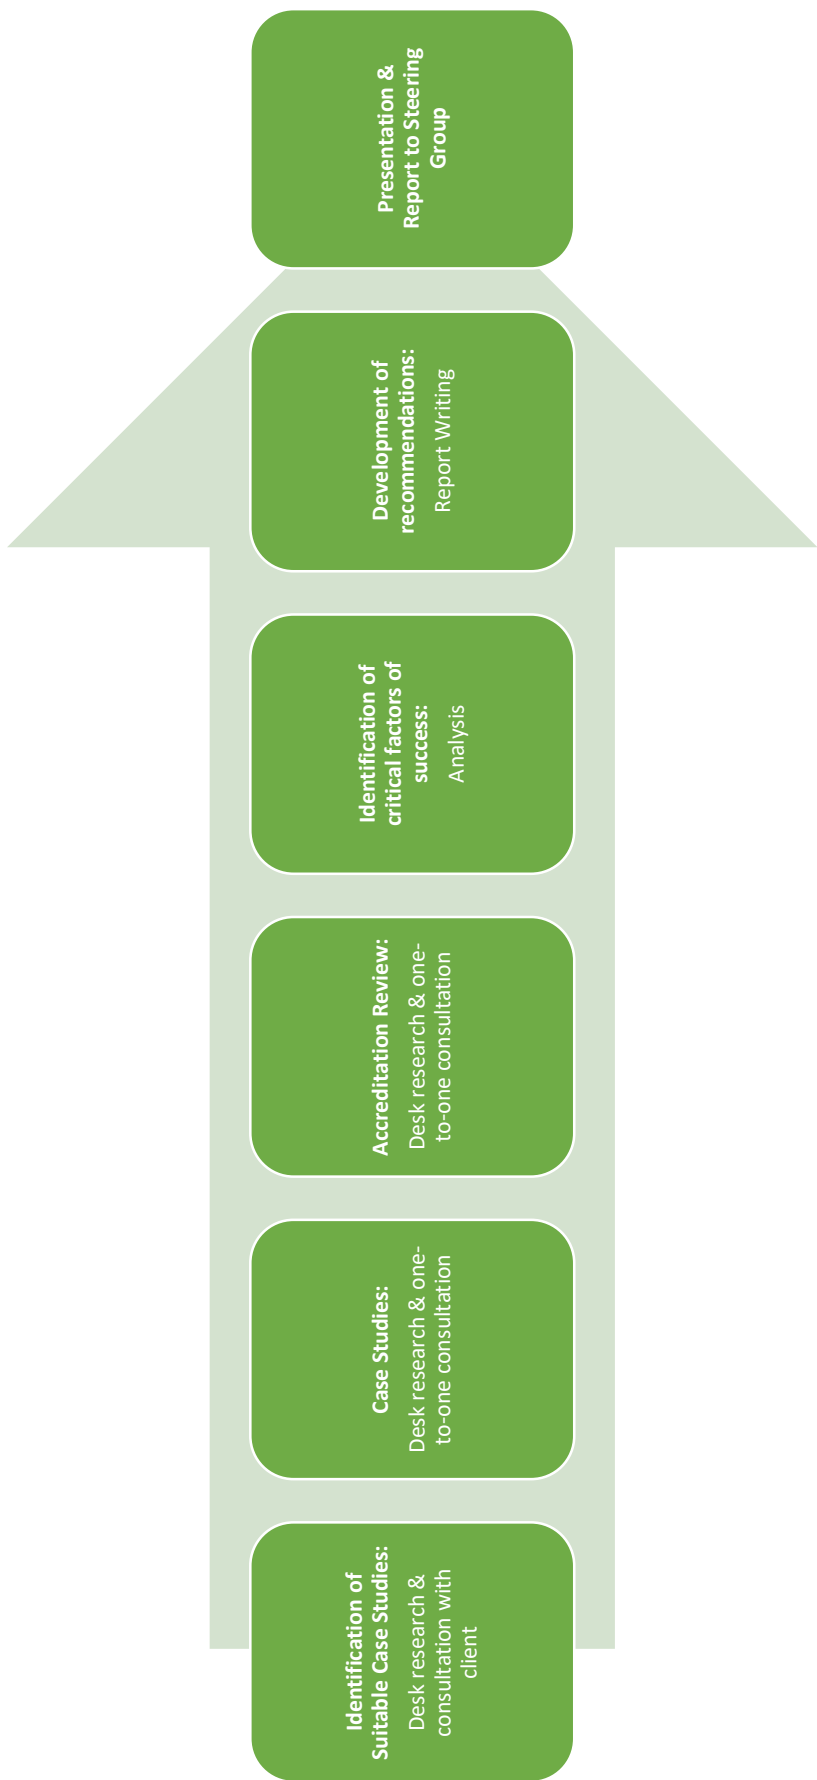 Identification of
Suitable Case Studies:
Desk research &
consultation with
client
Case Studies:
Desk research & one-
to-one consultation
Accreditation Review:
Desk research & one-
to-one consultation
Identification of
critical factors of
success:
Analysis
Development of
recommendations:
Report Writing
Presentation &
Report to Steering
Group